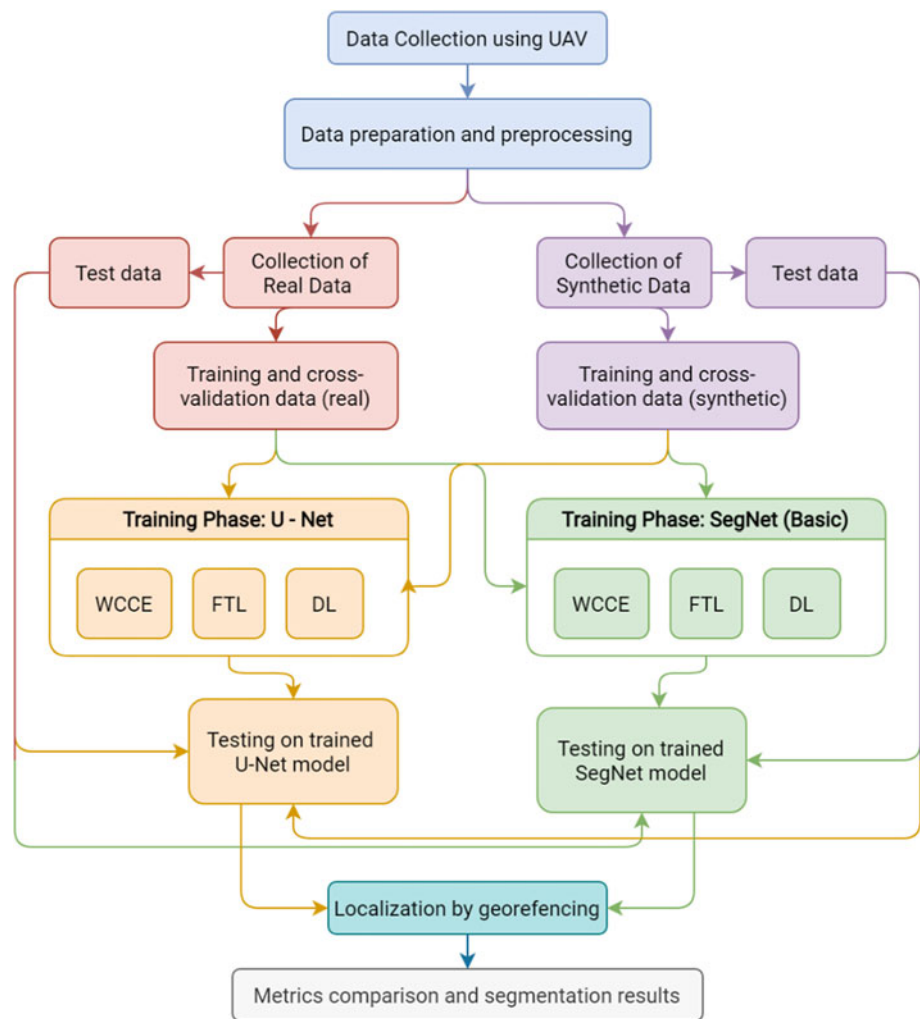 Data Collection using UAV
Data preparation and preprocessing
Test data
Collection of
Real Data
Collection of
Synthetic Data
Test data
Training and cross-
validation data (real)
Training and cross-
validation data (synthetic)
Training Phase: U - Net
WCCE
FTL
DL
Training Phase: SegNet (Basic)
WCCE
FTL
DL
Testing on trained
U-Net model
Testing on trained
SegNet model
Localization by georefencing
Metrics comparison and segmentation results